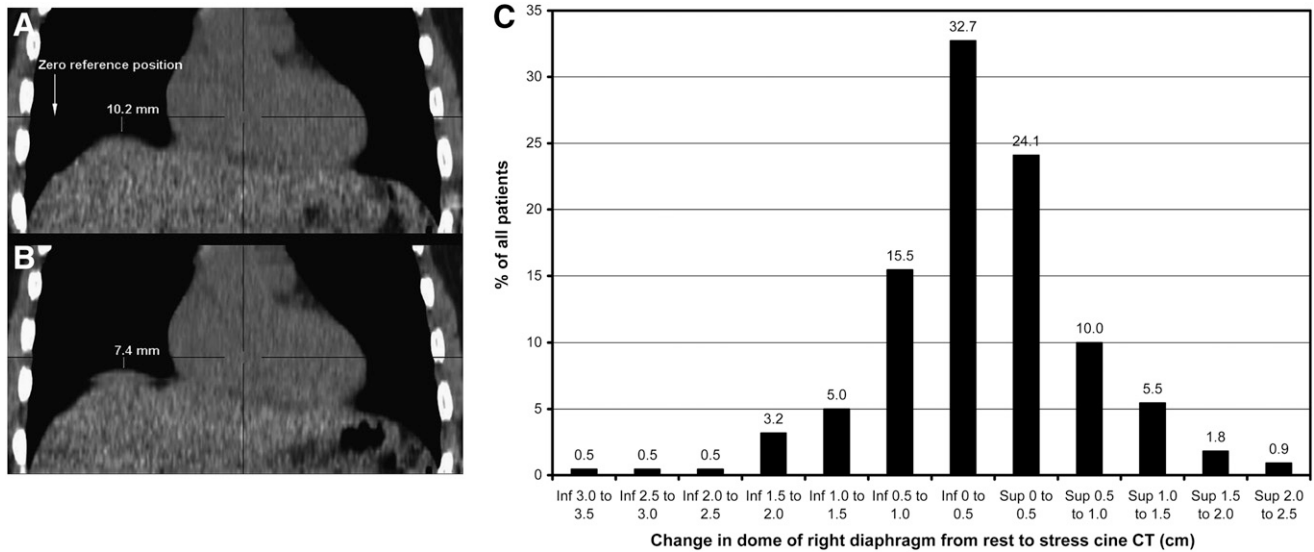 A
Zero reference position
10.2 mm
B
7.4 mm
C
% of all patients
35
30
25
20
15
10
5
0
0.5
0.5
0.5
3.2
5.0
15.5
32.7
24.1
10.0
5.5
1.8
0.9
Inf 3.0 to
3.5
Inf 2.5 to
3.0
Inf 2.0 to
2.5
Inf 1.5 to
2.0
Inf 1.0 to
1.5
Inf 0.5 to
1.0
Inf 0 to
0.5
Sup 0 to
0.5
Sup 0.5
to 1.0
Sup 1.0
to 1.5
Sup 1.5
to 2.0
Sup 2.0
to 2.5
Change in dome of right diaphragm from rest to stress cine CT (cm)